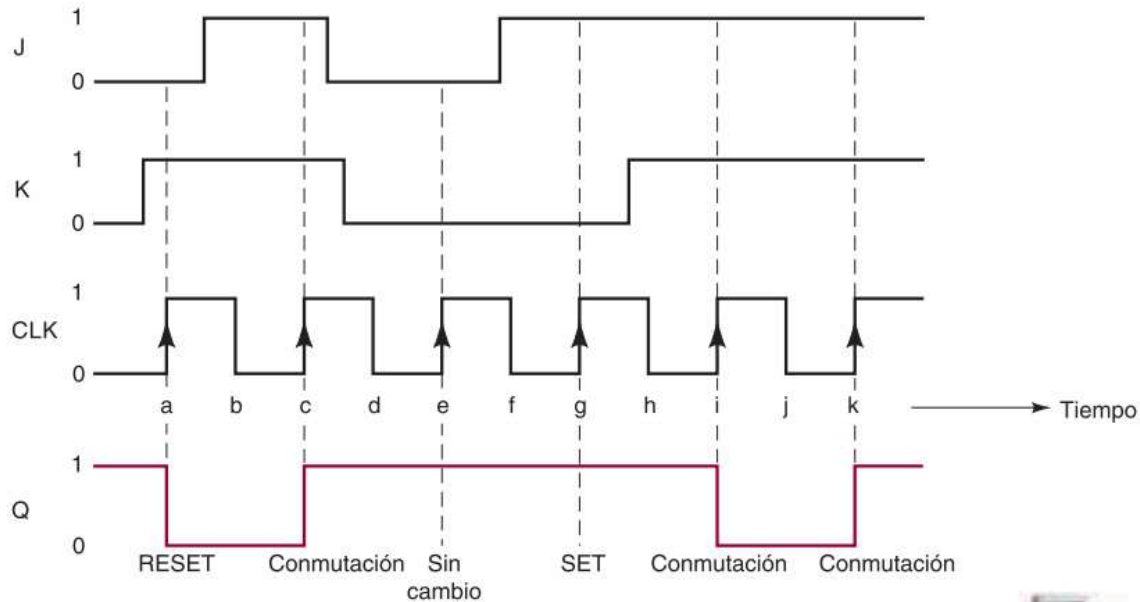 1
J
0
1
K
0
1
CLK
0
a b c d e f g h i j k
Tiempo
1
Q
0
RESET Conmutación Sin cambio SET Conmutación Conmutación